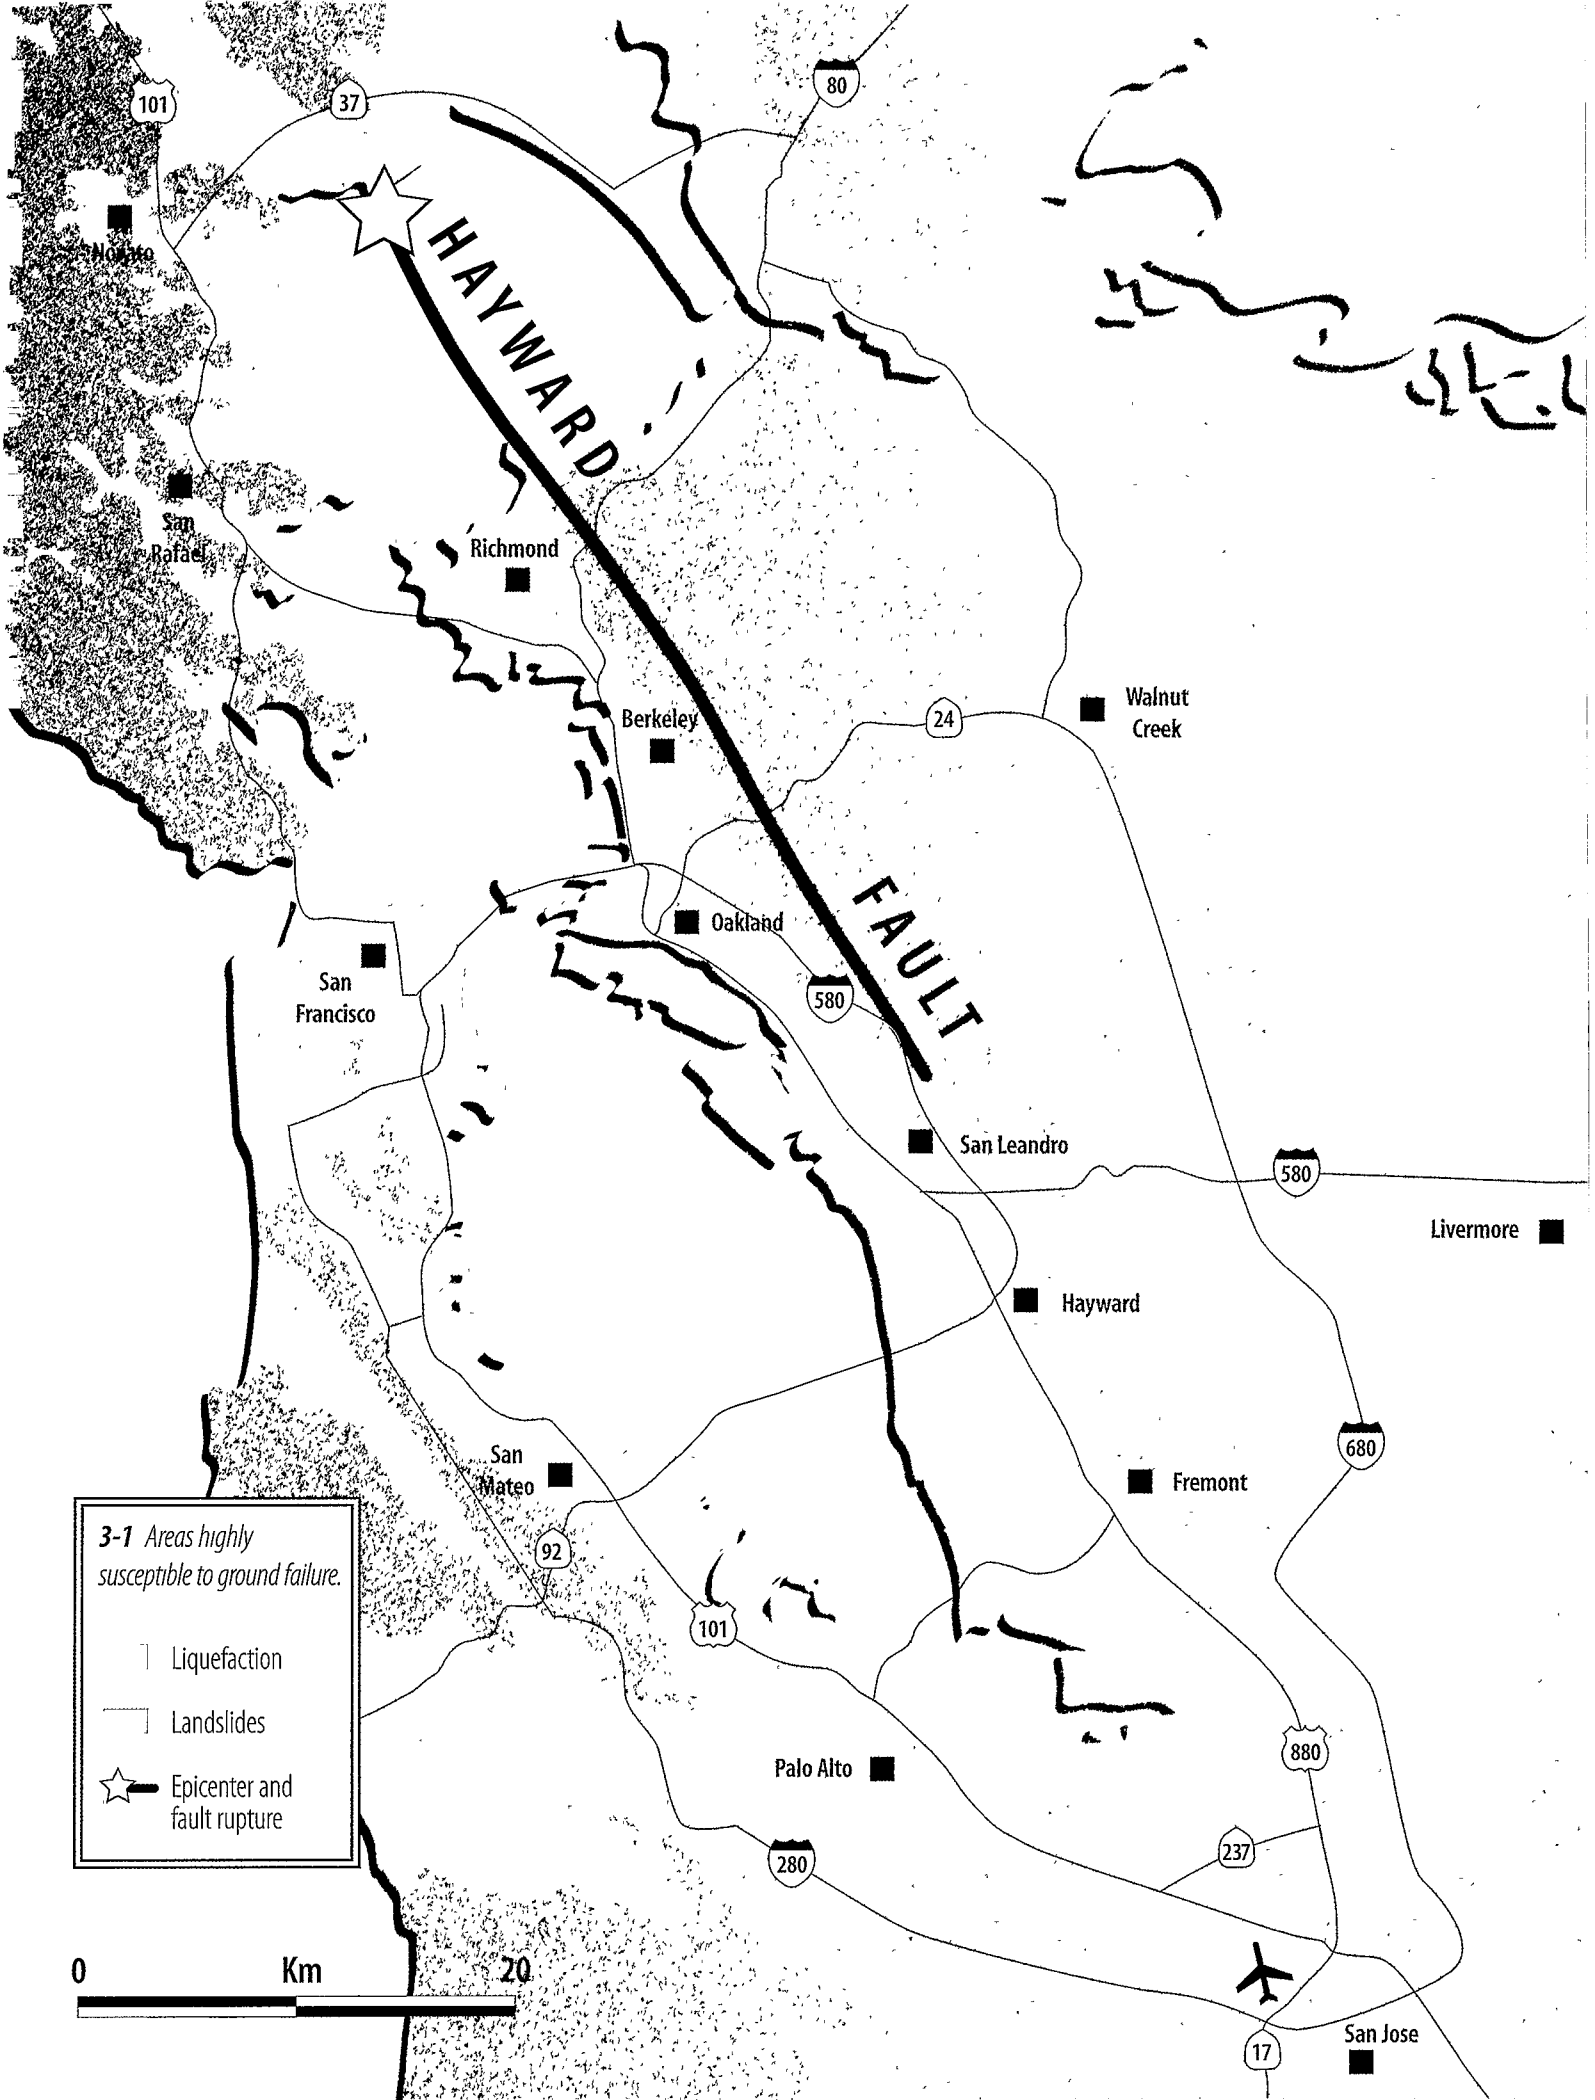 101
37
80
Novato
HAYWARD
San
Rafael
Richmond
Berkeley
24
Walnut
Creek
Oakland
FAULT
San
Francisco
580
San Leandro
580
Livermore
Hayward
680
San
Mateo
Fremont
92
101
3-1 Areas highly
susceptible to ground failure.
Liquefaction
Landslides
Epicenter and
fault rupture
880
Palo Alto
237
280
0 Km 20
San Jose
17